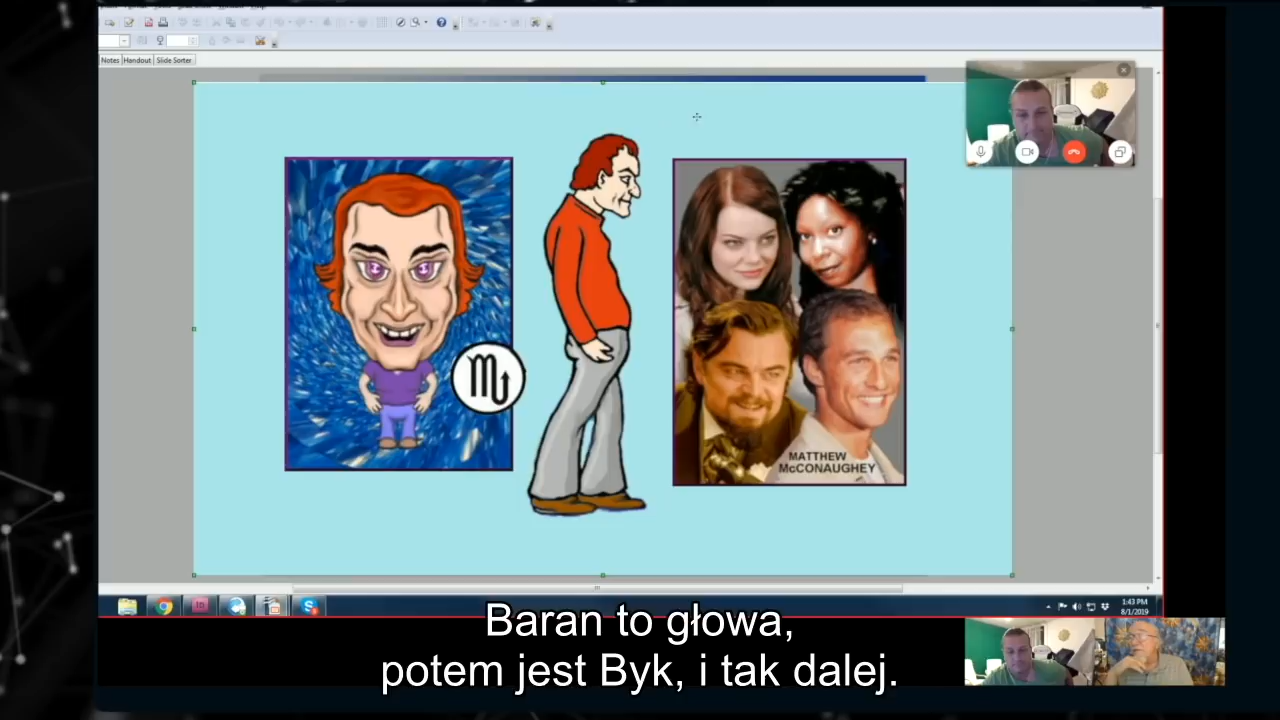 Notes
Handout
Slide Sorter
MATTHEW
McCONAUGHEY
1:43 PM
8/1/2019
Baran to głowa,
potem jest Byk, i tak dalej.